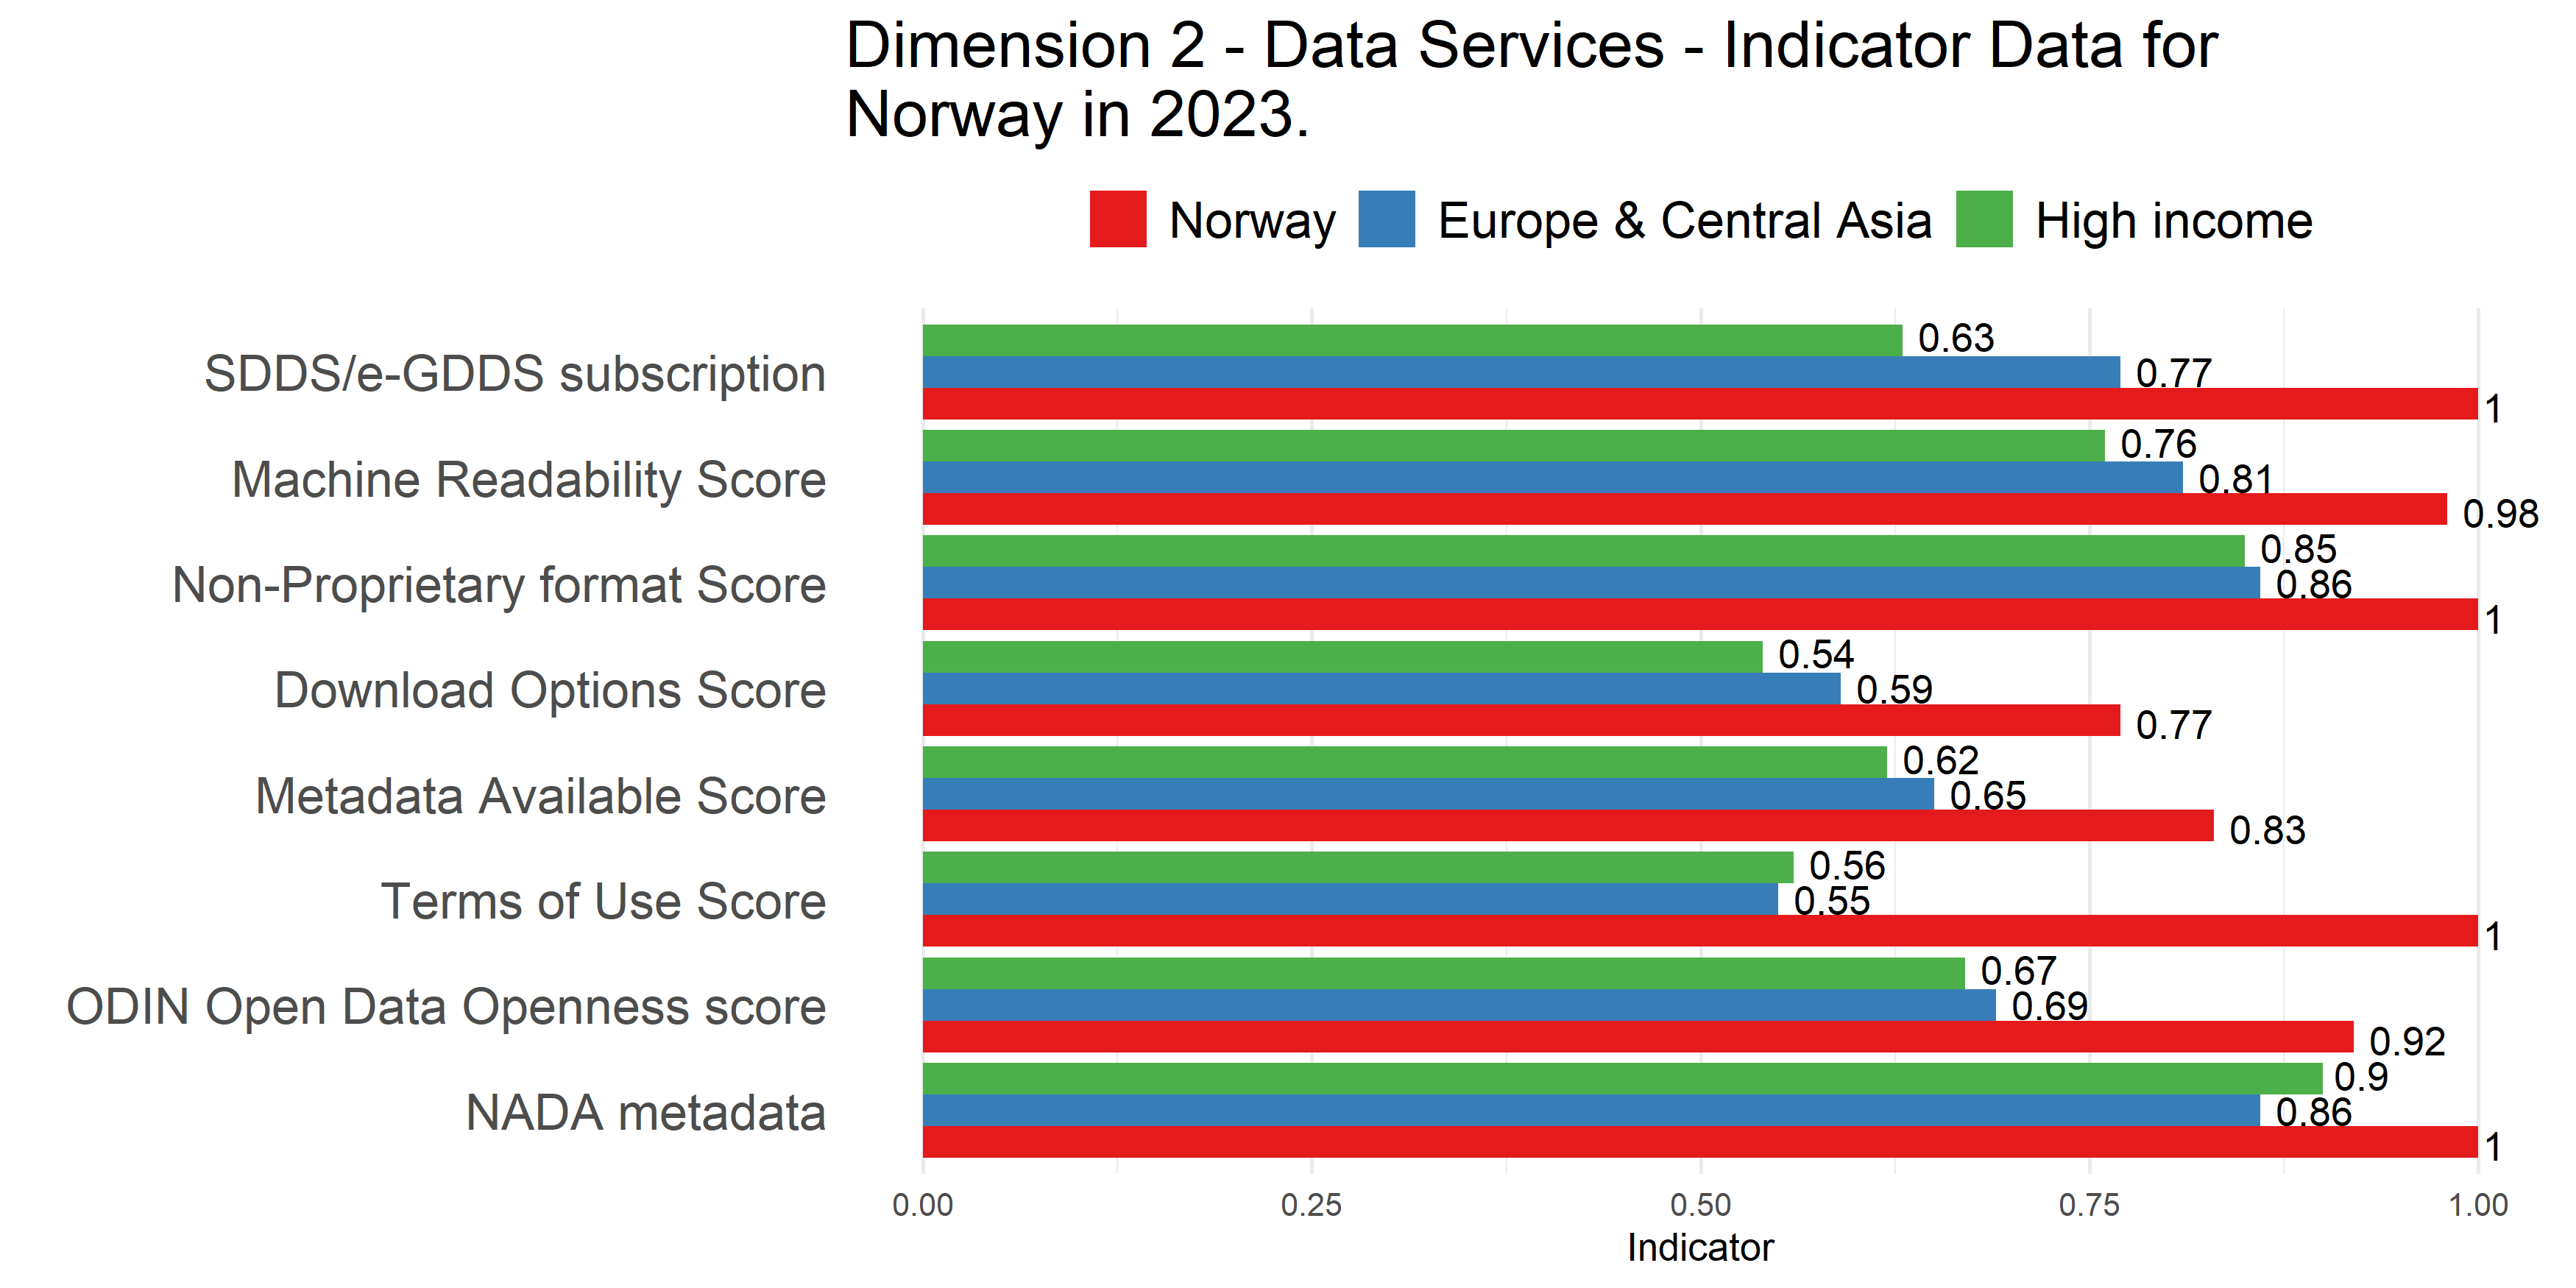 Dimension 2 - Data Services - Indicator Data for
Norway in 2023.
Norway Europe & Central Asia High income
SDDS/e-GDDS subscription
0.63
0.77
1
Machine Readability Score
0.76
0.81
0.98
Non-Proprietary format Score
0.85
0.86
1
Download Options Score
0.54
0.59
0.77
Metadata Available Score
0.62
0.65
0.83
Terms of Use Score
0.56
0.55
1
ODIN Open Data Openness score
0.67
0.69
0.92
NADA metadata
0.9
0.86
1
0.00 0.25 0.50 0.75 1.00
Indicator